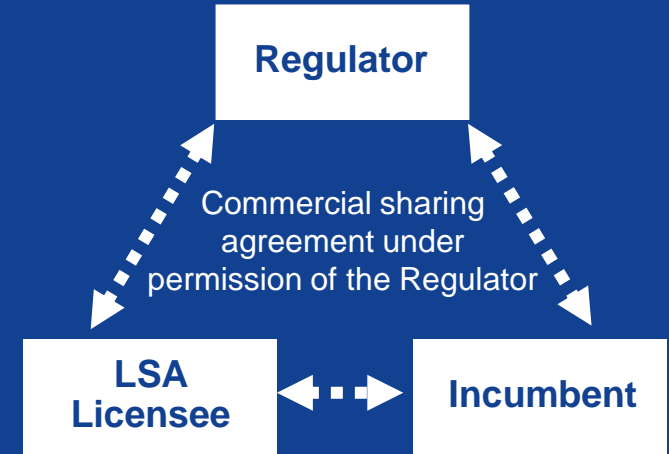 Regulator
Commercial sharing
agreement under
permission of the Regulator
LSA
Licensee
Incumbent